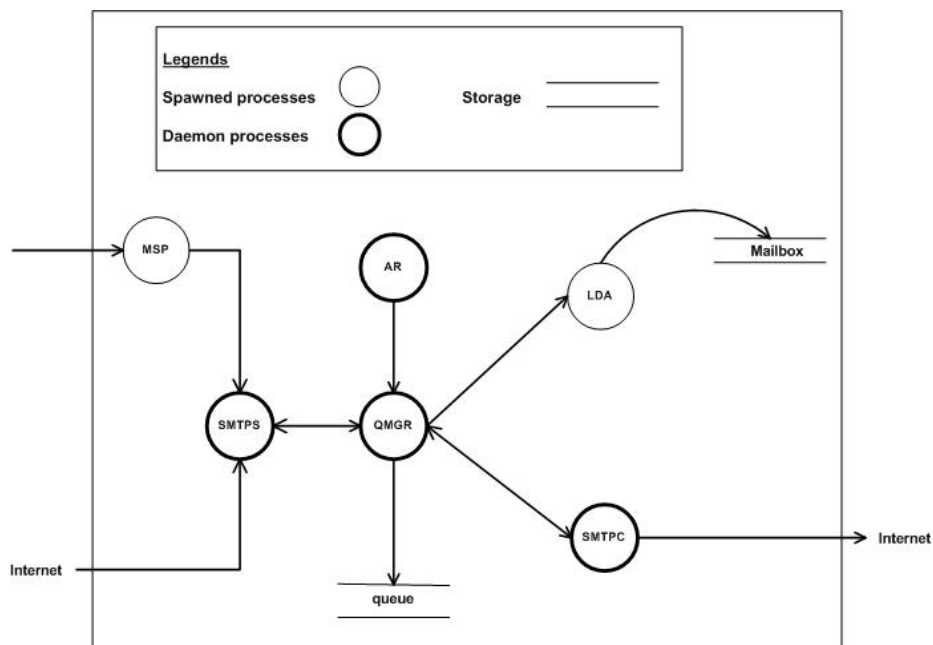 Legends
Spawned processes
Storage
Daemon processes
MSP
AR
LDA
Mailbox
SMTPS
QMGR
SMTPC
Internet
Internet
queue